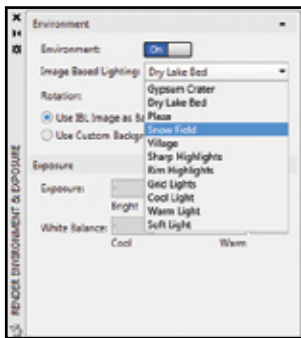 Environment
Environment: On
Image Based Lighting: Dry Lake Bed
Gypsum Crater
Dry Lake Bed
Rotation:
Plaza
Use IBL Image as Ba
Snow Field
Use Custom Backgr
Village
Sharp Highlights
Rim Highlights
Exposure
Grid Lights
Exposure:
Cool Light
Warm Light
Bright
Soft Light
White Balance:
Cool Warm
RENDER ENVIRONMENT & EXPOSURE